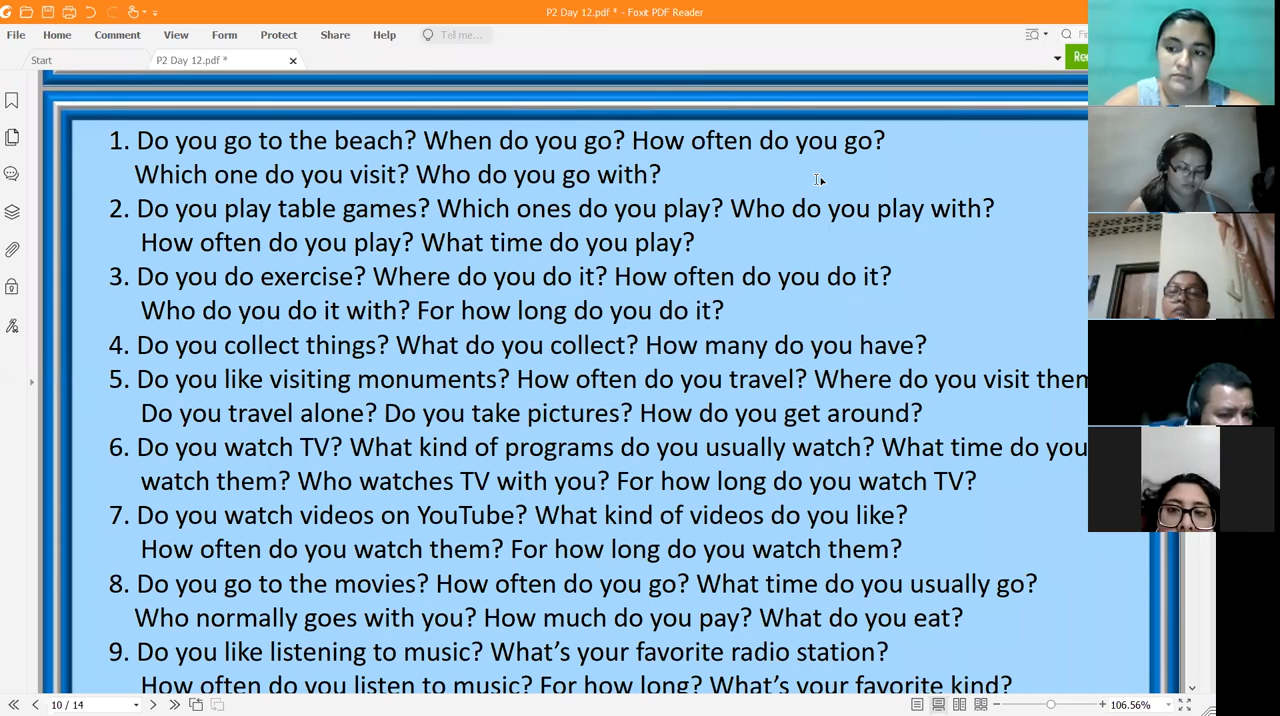 P2 Day 12.pdf * - Foxit PDF Reader
File Home Comment View Form Protect Share Help Tell me...
Start P2 Day 12.pdf *
1. Do you go to the beach? When do you go? How often do you go?
Which one do you visit? Who do you go with?
2. Do you play table games? Which ones do you play? Who do you play with?
How often do you play? What time do you play?
3. Do you do exercise? Where do you do it? How often do you do it?
Who do you do it with? For how long do you do it?
4. Do you collect things? What do you collect? How many do you have?
5. Do you like visiting monuments? How often do you travel? Where do you visit them
Do you travel alone? Do you take pictures? How do you get around?
6. Do you watch TV? What kind of programs do you usually watch? What time do you
watch them? Who watches TV with you? For how long do you watch TV?
7. Do you watch videos on YouTube? What kind of videos do you like?
How often do you watch them? For how long do you watch them?
8. Do you go to the movies? How often do you go? What time do you usually go?
Who normally goes with you? How much do you pay? What do you eat?
9. Do you like listening to music? What's your favorite radio station?
How often do you listen to music? For how long? What's your favorite kind?
10 / 14 106.56%